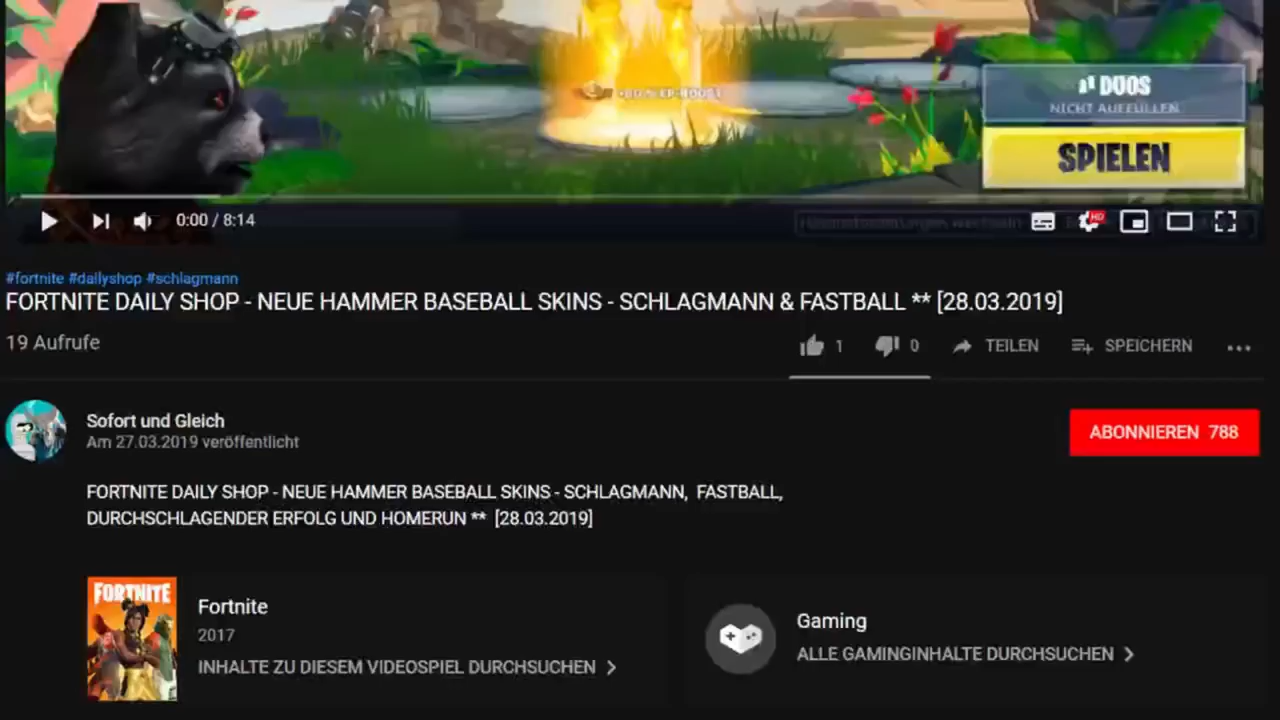 DUOS
NICHT AUFFÜLLEN
SPIELEN
0:00 / 8:14
HD
#fortnite #dailyshop #schlagmann
FORTNITE DAILY SHOP - NEUE HAMMER BASEBALL SKINS - SCHLAGMANN & FASTBALL ** [28.03.2019]
19 Aufrufe
1 0 TEILEN SPEICHERN
Sofort und Gleich
Am 27.03.2019 veröffentlicht
ABONNIEREN 788
FORTNITE DAILY SHOP - NEUE HAMMER BASEBALL SKINS - SCHLAGMANN, FASTBALL,
DURCHSCHLAGENDER ERFOLG UND HOMERUN ** [28.03.2019]
FORTNITE
Fortnite
2017
INHALTE ZU DIESEM VIDEOSPIEL DURCHSUCHEN
Gaming
ALLE GAMINGINHALTE DURCHSUCHEN